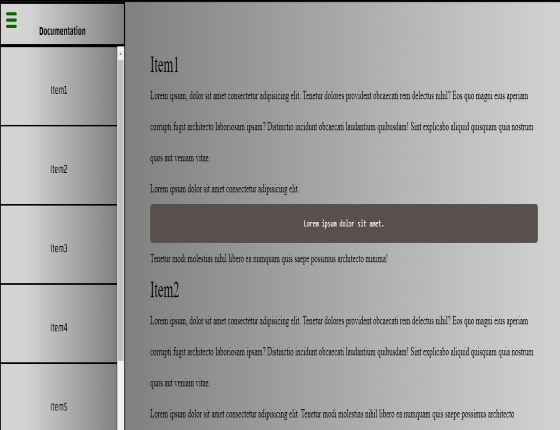 Documentation
Item1
Item2
Item3
Item4
Item5
Item1
Lorem ipsum, dolor sit amet consectetur adipisicing elit. Tenetur dolores provident obcaecati rem delectus nihil? Eos quo magni eius aperiam
corrupti fugit architecto laboriosam ipsam? Distinctio incidunt obcaecati laudantium quibusdam! Sint explicabo aliquid quisquam quia nostrum
quos aut veniam vitae.
Lorem ipsum dolor sit amet consectetur adipisicing elit.
Lorem ipsum dolor sit amet.
Tenetur modi molestias nihil libero ea numquam quis saepe possimus architecto minima!
Item2
Lorem ipsum, dolor sit amet consectetur adipisicing elit. Tenetur dolores provident obcaecati rem delectus nihil? Eos quo magni eius aperiam
corrupti fugit architecto laboriosam ipsam? Distinctio incidunt obcaecati laudantium quibusdam! Sint explicabo aliquid quisquam quia nostrum
quos aut veniam vitae.
Lorem ipsum dolor sit amet consectetur adipisicing elit. Tenetur modi molestias nihil libero ea numquam quis saepe possimus architecto